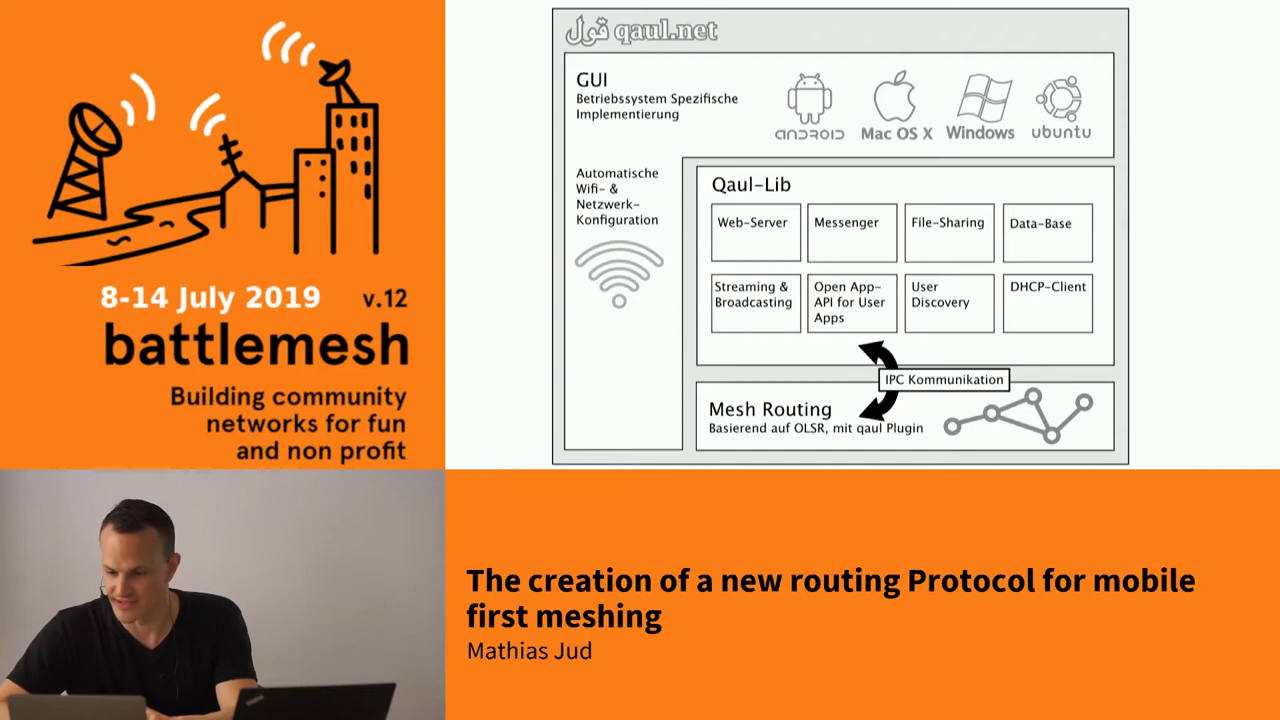 8-14 July 2019
v.12
battlemesh
Building community
networks for fun
and non profit
قول qaul.net
GUI
Betriebssystem Spezifische
Implementierung
ANDROID
Mac OS X
Windows
ubuntu
Automatische
Wifi- &
Netzwerk-
Konfiguration
Qaul-Lib
Web-Server
Messenger
File-Sharing
Data-Base
Streaming &
Broadcasting
Open App-
API for User
Apps
User
Discovery
DHCP-Client
IPC Kommunikation
Mesh Routing
Basierend auf OLSR, mit qaul Plugin
The creation of a new routing Protocol for mobile
first meshing
Mathias Jud